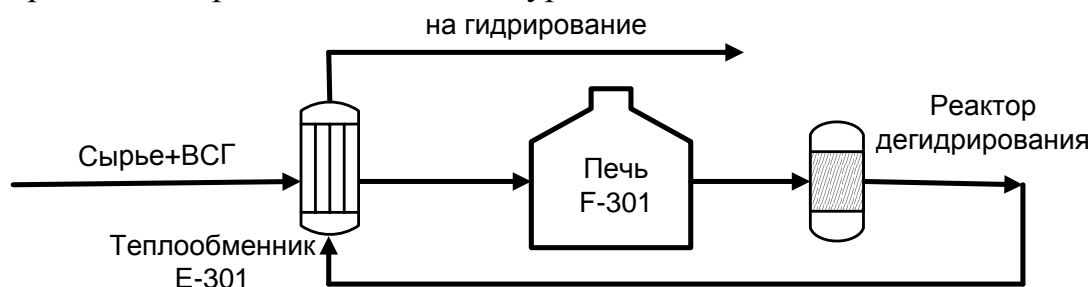 на гидрирование
Реактор
дегидрирования
Сырье+ВСГ
Печь
F-301
Теплообменник
E-301